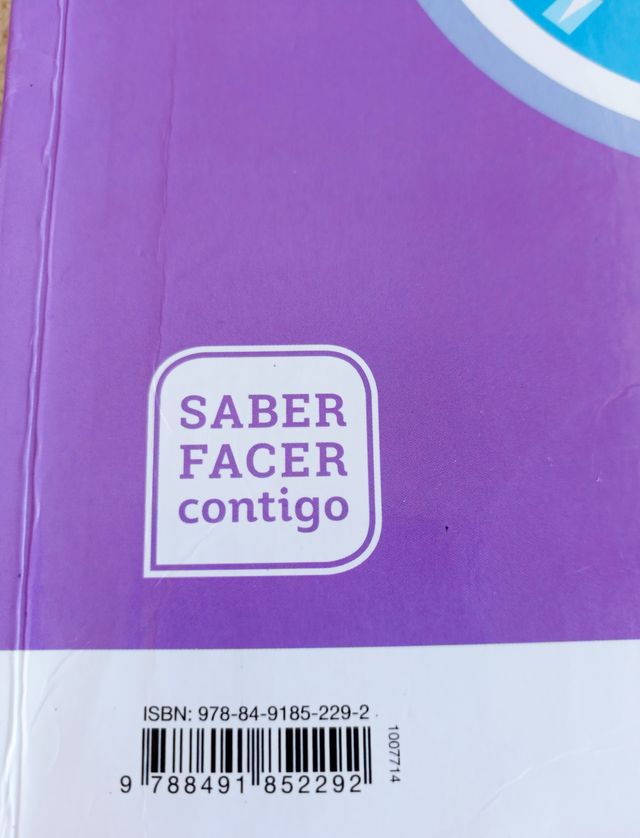 SABER
FACER
contigo
ISBN: 978-84-9185-229-2
9 788491 852292
1007714